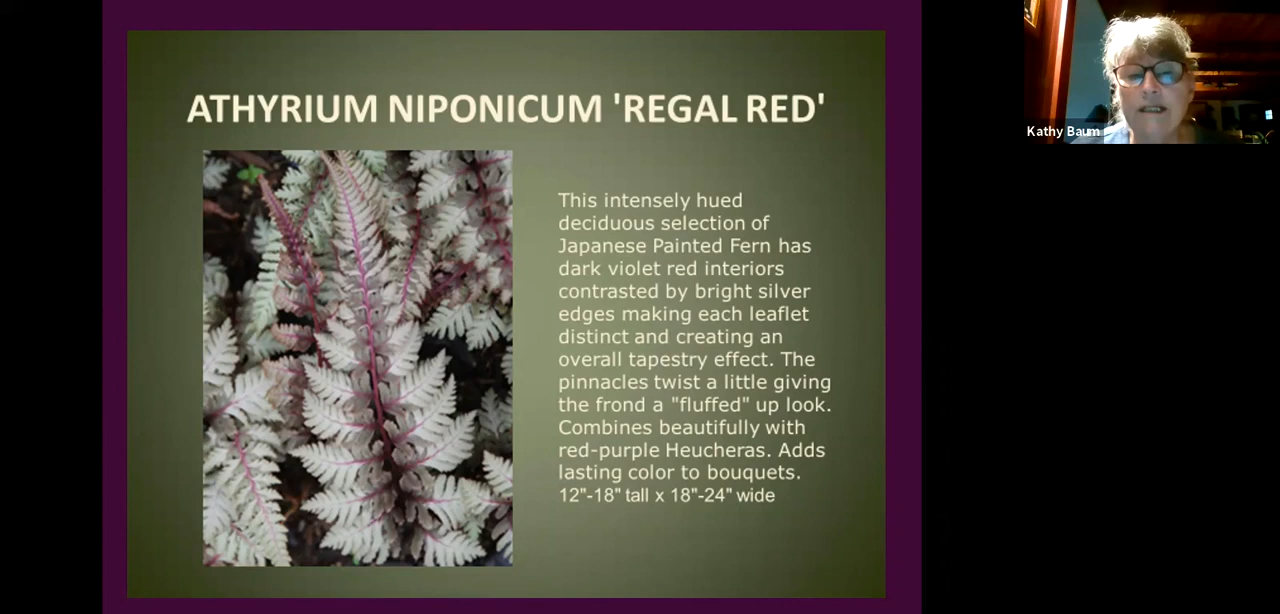 ATHYRIUM NIPONICUM 'REGAL RED'
This intensely hued
deciduous selection of
Japanese Painted Fern has
dark violet red interiors
contrasted by bright silver
edges making each leaflet
distinct and creating an
overall tapestry effect. The
pinnacles twist a little giving
the frond a "fluffed" up look.
Combines beautifully with
red-purple Heucheras. Adds
lasting color to bouquets.
12"-18" tall x 18"-24" wide
Kathy Baum